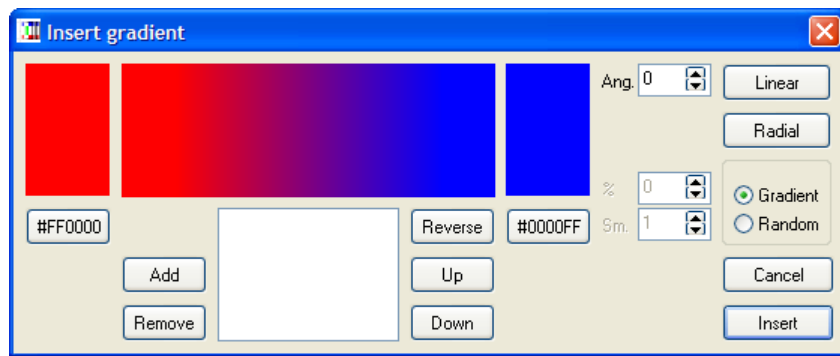 Insert gradient
Ang. 0
Linear
Radial
% 0
Gradient
#FF0000
Reverse
#0000FF
Sm. 1
Random
Add
Up
Cancel
Remove
Down
Insert